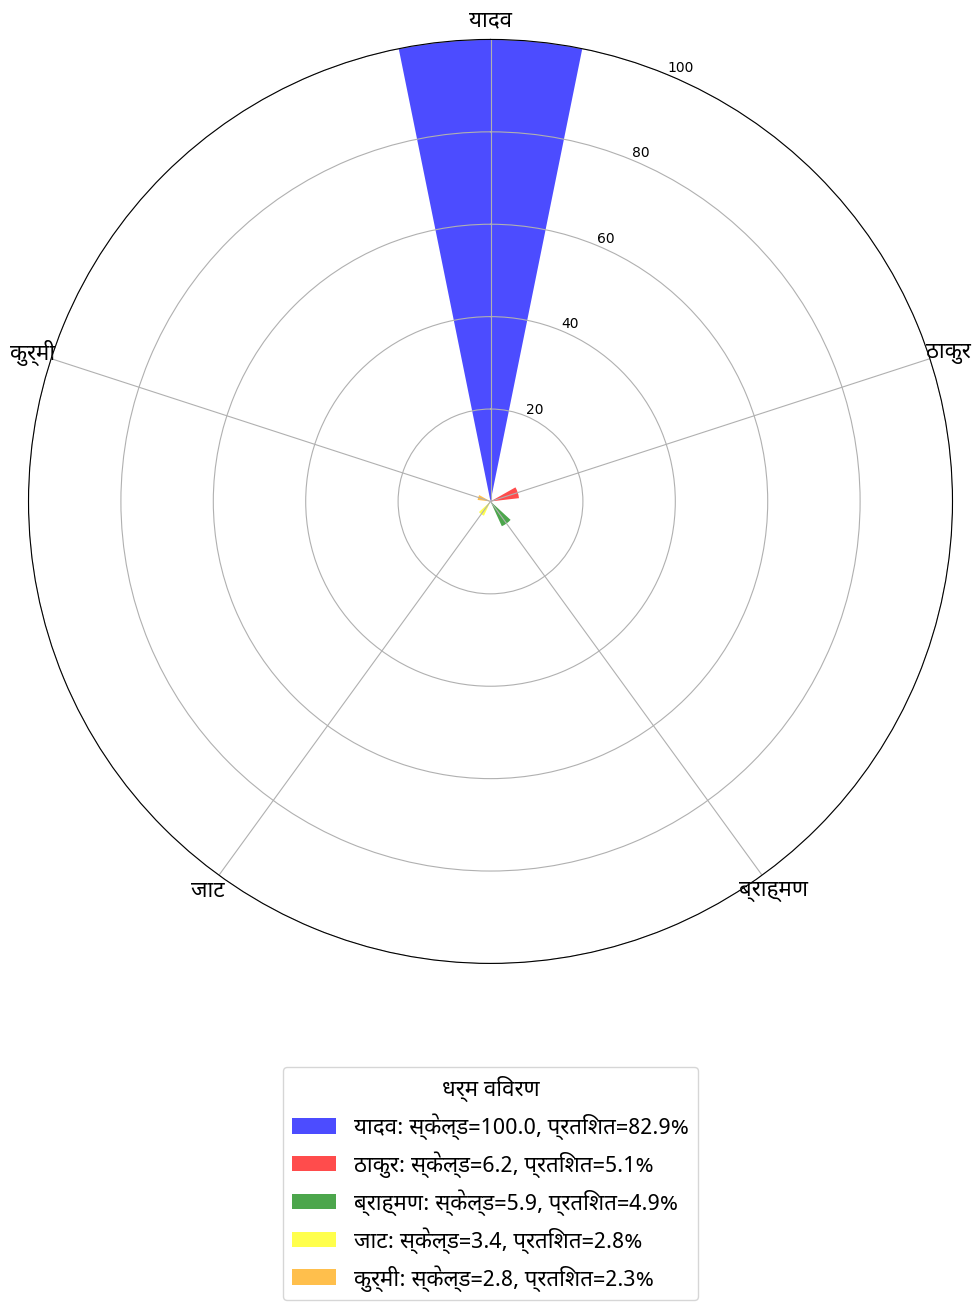 यादव
100
80
60
40
20
कुर्मी
ठाकुर
जाट
ब्राह्मण
धर्म विवरण
यादव: स्केल्ड=100.0, प्रतिशत=82.9%
ठाकुर: स्केल्ड=6.2, प्रतिशत=5.1%
ब्राह्मण: स्केल्ड=5.9, प्रतिशत=4.9%
जाट: स्केल्ड=3.4, प्रतिशत=2.8%
कुर्मी: स्केल्ड=2.8, प्रतिशत=2.3%